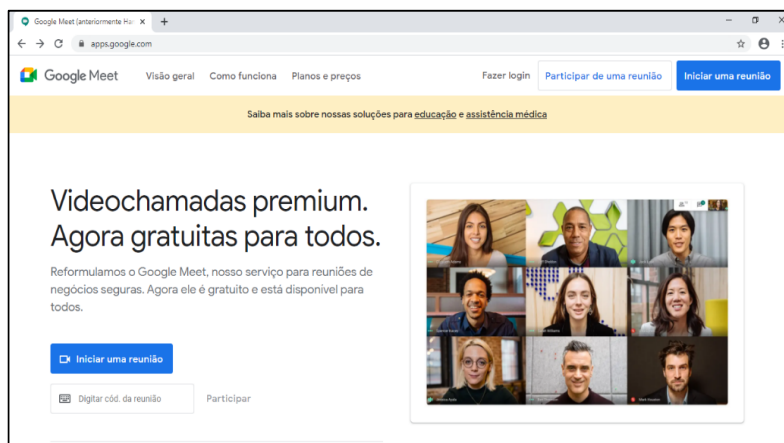 Google Meet (anteriormente Han
apps.google.com
Google Meet
Visão geral
Como funciona
Planos e preços
Fazer login
Participar de uma reunião
Iniciar uma reunião
Saiba mais sobre nossas soluções para educação e assistência médica
Videochamadas premium.
Agora gratuitas para todos.
Reformulamos o Google Meet, nosso serviço para reuniões de
negócios seguras. Agora ele é gratuito e está disponível para
todos.
Iniciar uma reunião
Digitar cód. da reunião
Participar